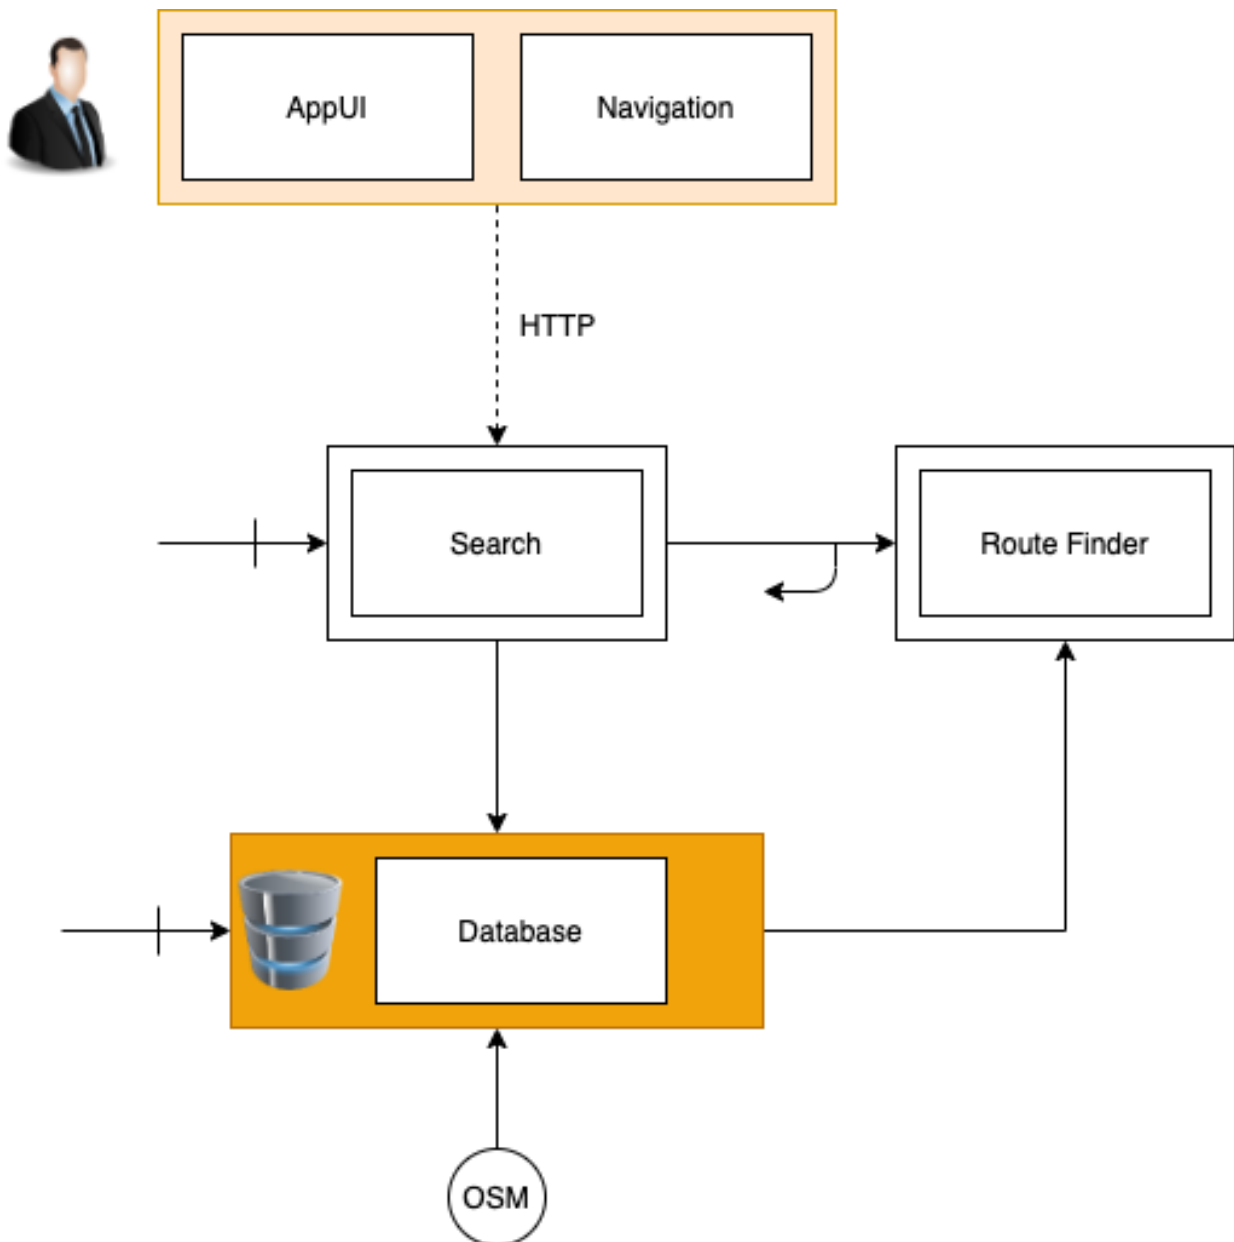 AppUI
Navigation
HTTP
Search
Route Finder
Database
OSM